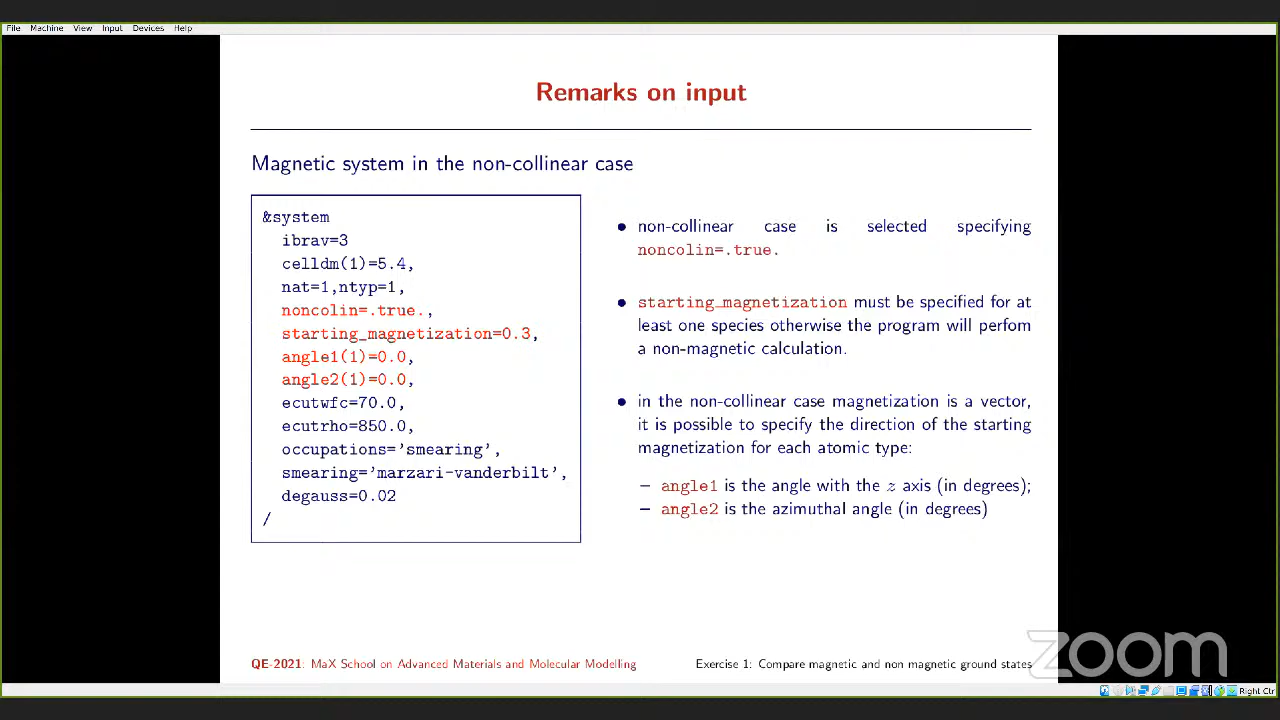 File Machine View Input Devices Help
Remarks on input
Magnetic system in the non-collinear case
&system
ibrav=3
celldm(1)=5.4,
nat=1,ntyp=1,
noncolin=.true.,
starting_magnetization=0.3,
angle1(1)=0.0,
angle2(1)=0.0,
ecutwfc=70.0,
ecutrho=850.0,
occupations='smearing',
smearing='marzari-vanderbilt',
degauss=0.02
/
• non-collinear case is selected specifying
noncolin=.true.
• starting_magnetization must be specified for at
least one species otherwise the program will perfom
a non-magnetic calculation.
• in the non-collinear case magnetization is a vector,
it is possible to specify the direction of the starting
magnetization for each atomic type:
– angle1 is the angle with the z axis (in degrees);
– angle2 is the azimuthal angle (in degrees)
QE-2021: MaX School on Advanced Materials and Molecular Modelling
Exercise 1: Compare magnetic and non magnetic ground states
zoom
Right Ctr